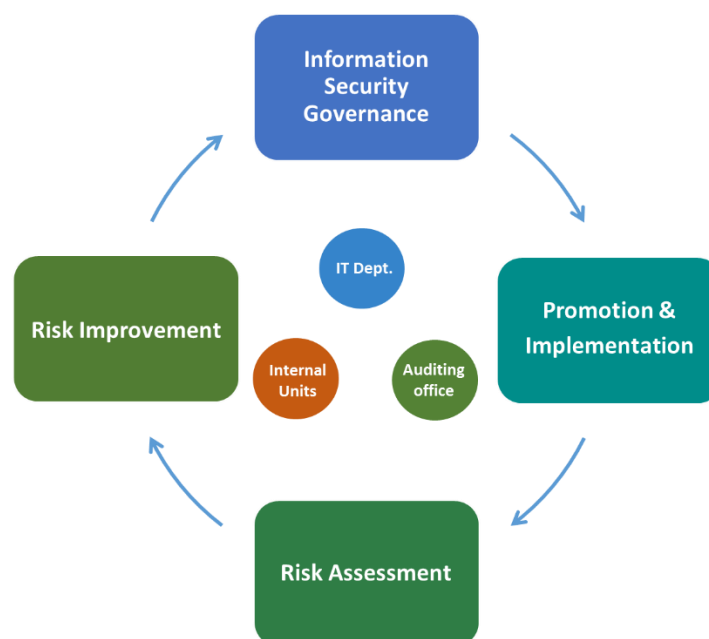 Information
Security
Governance
IT Dept.
Risk Improvement
Promotion &
Implementation
Internal
Units
Auditing
office
Risk Assessment